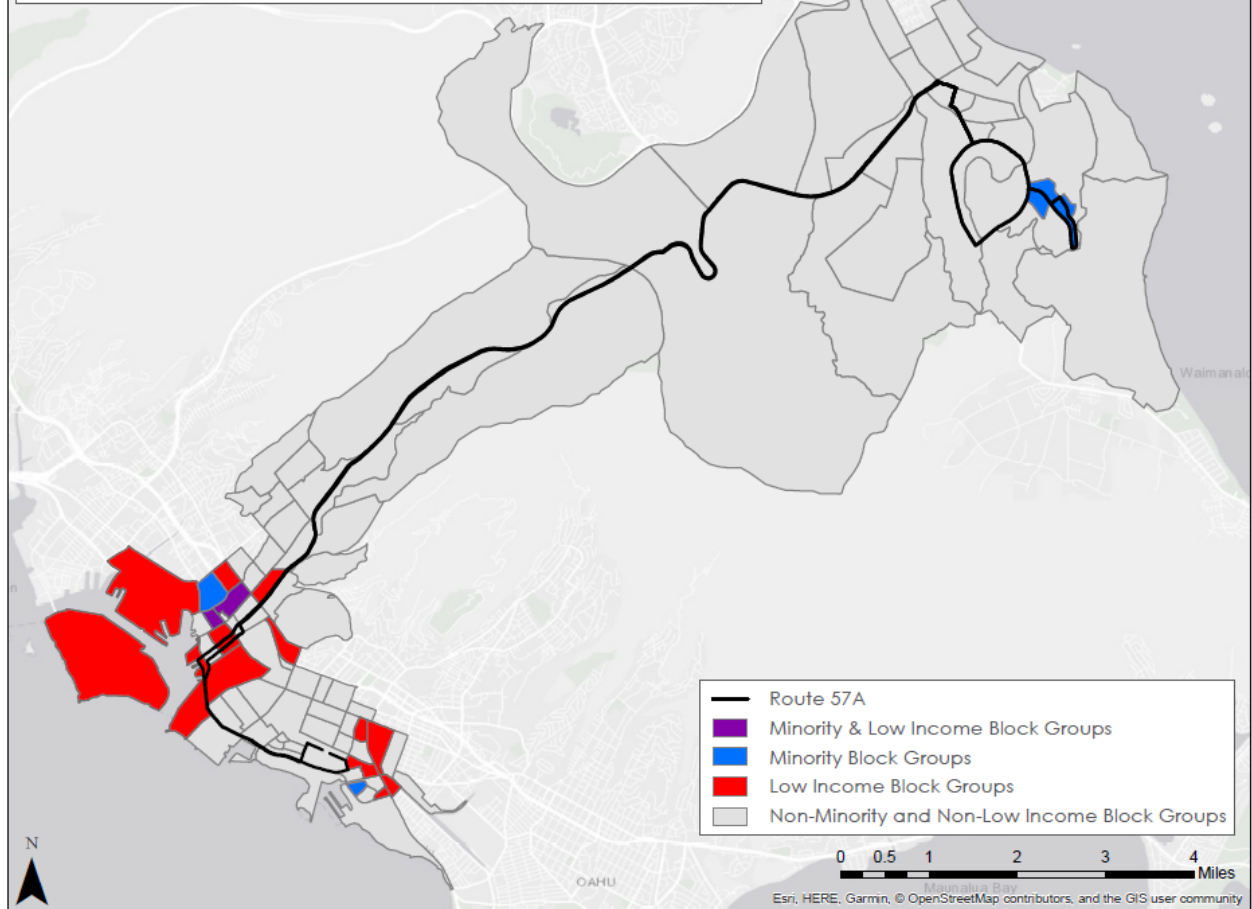 Waimanalo
Route 57A
Minority & Low Income Block Groups
Minority Block Groups
Low Income Block Groups
Non-Minority and Non-Low Income Block Groups
N
0 0.5 1 2 3 4
Miles
OAHU
Maunalua Bay
Esri, HERE, Garmin, © OpenStreetMap contributors, and the GIS user community